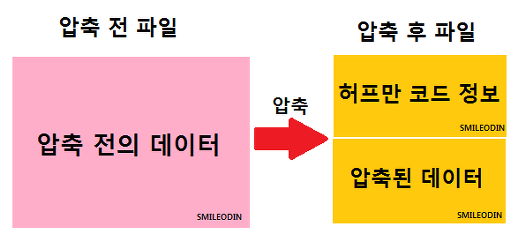 압축 전 파일
압축 후 파일
압축 전의 데이터
SMILEODIN
압축
허프만 코드 정보
SMILEODIN
압축된 데이터
SMILEODIN